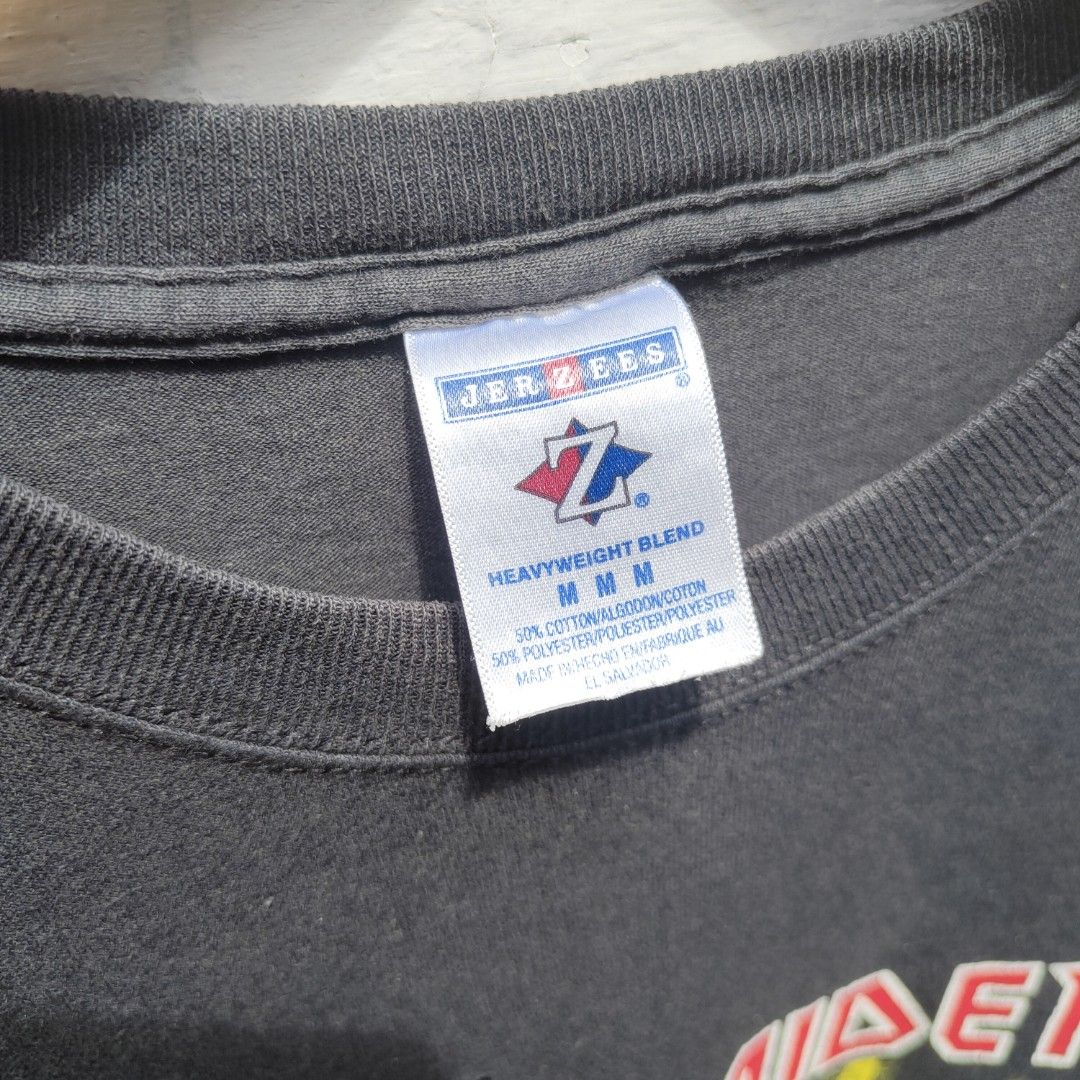 JERZEES®
Z®
HEAVYWEIGHT BLEND
M M M
50% COTTON/ALGODON/COTON
50% POLYESTER/POLIESTER/POLYESTER
MADE IN/HECHO EN/FABRIQUE AU
EL SALVADOR